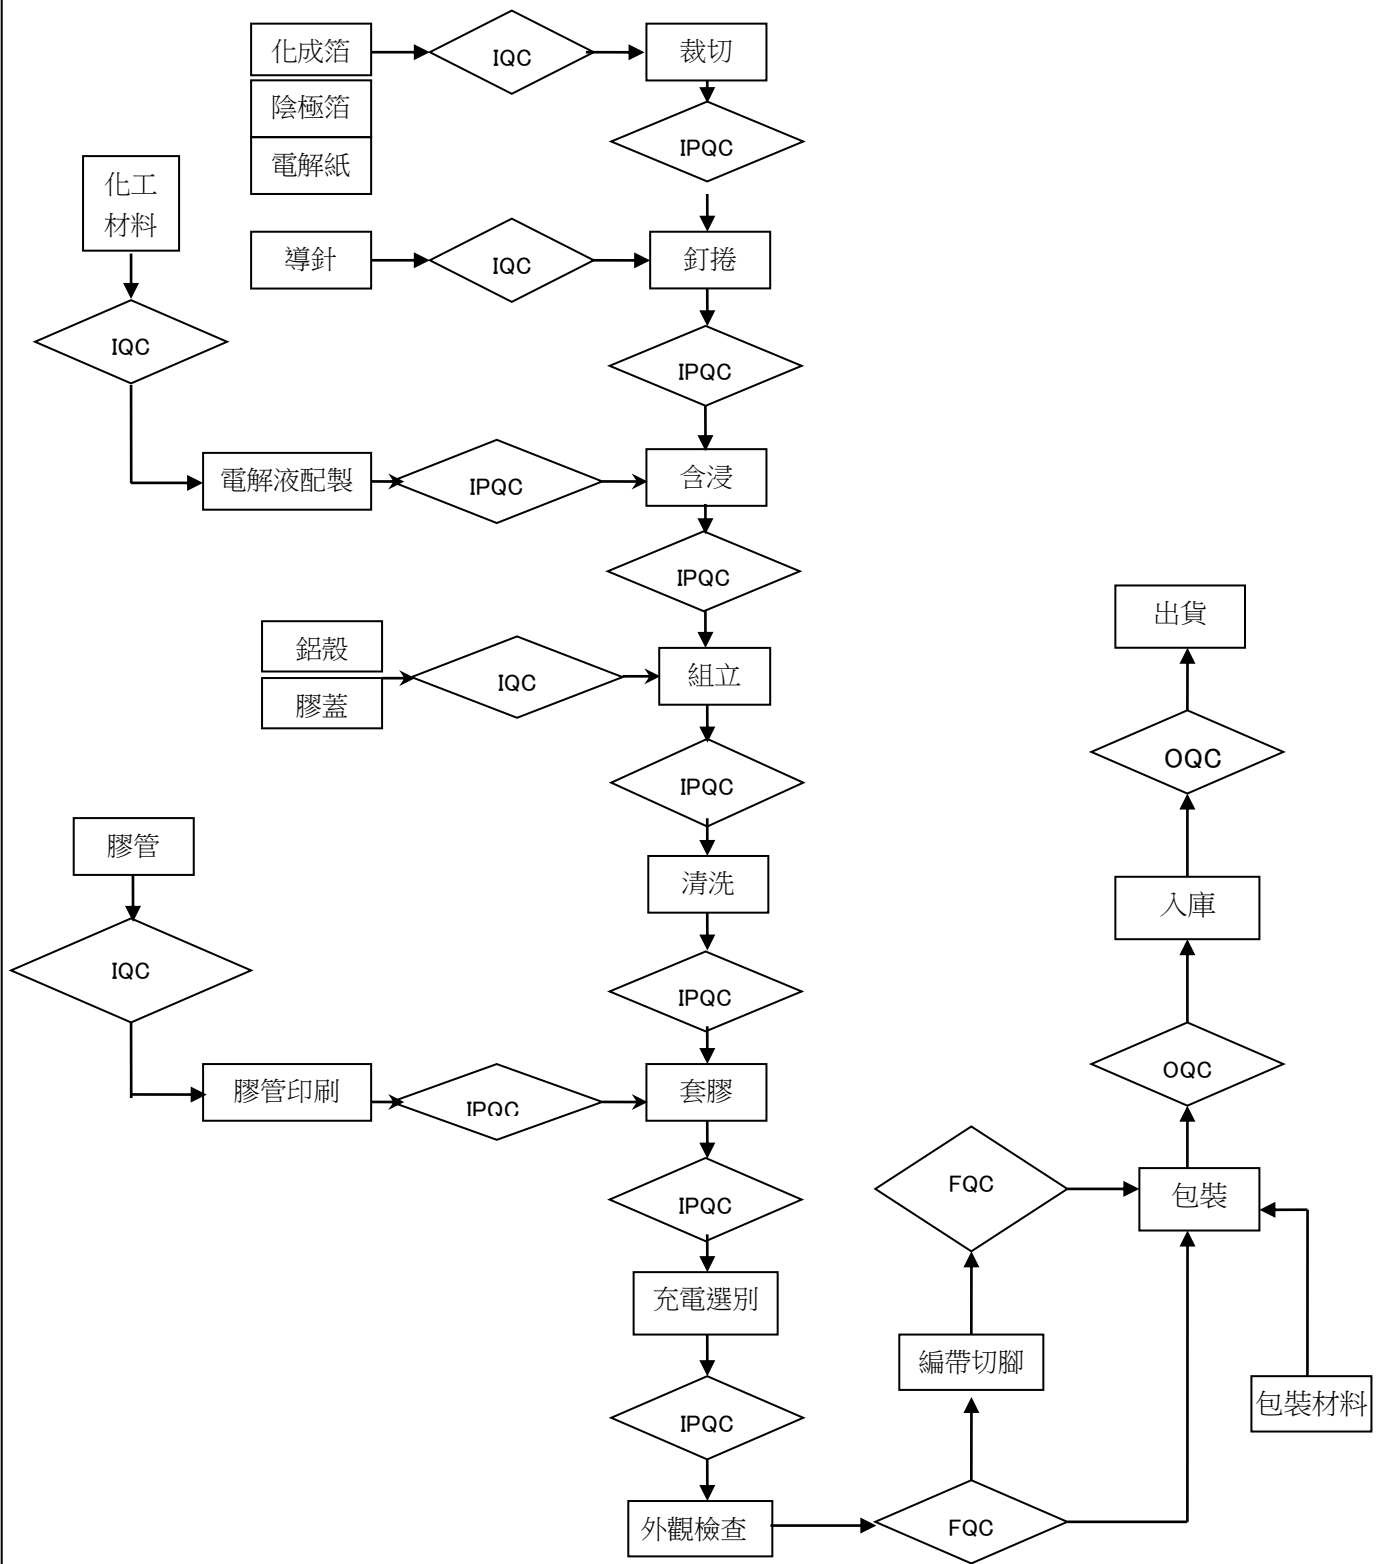 化成箔
IQC
裁切
陰極箔
IPQC
電解紙
化工
材料
導針
IQC
釘捲
IQC
IPQC
電解液配製
IPQC
含浸
IPQC
出貨
鋁殼
IQC
組立
膠蓋
OQC
IPQC
膠管
清洗
入庫
IQC
IPQC
OQC
膠管印刷
IPQC
套膠
FQC
包裝
IPQC
充電選別
編帶切腳
包裝材料
IPQC
外觀檢查
FQC